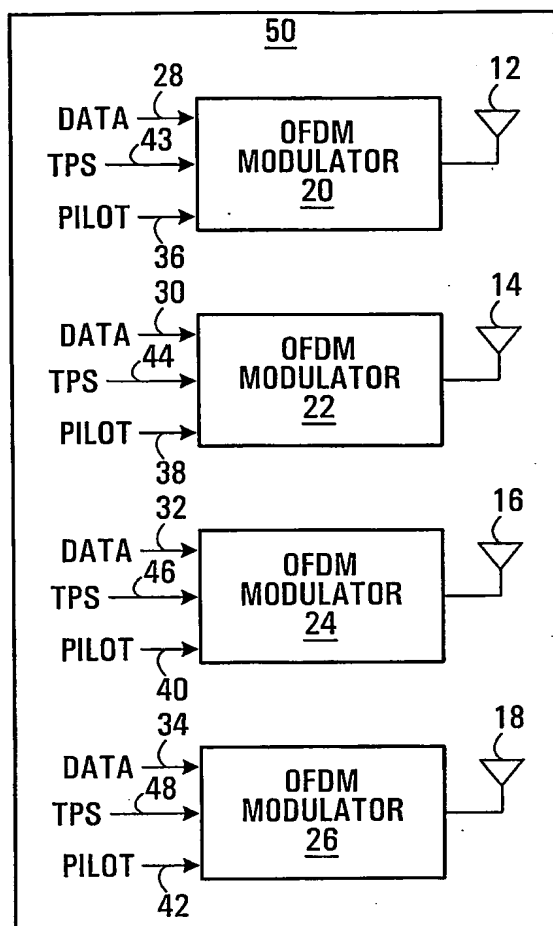 50
28
12
DATA
43
OFDM
MODULATOR
20
TPS
PILOT
36
30
14
DATA
44
OFDM
MODULATOR
22
TPS
PILOT
38
32
16
DATA
46
OFDM
MODULATOR
24
TPS
PILOT
40
34
18
DATA
48
OFDM
MODULATOR
26
TPS
PILOT
42